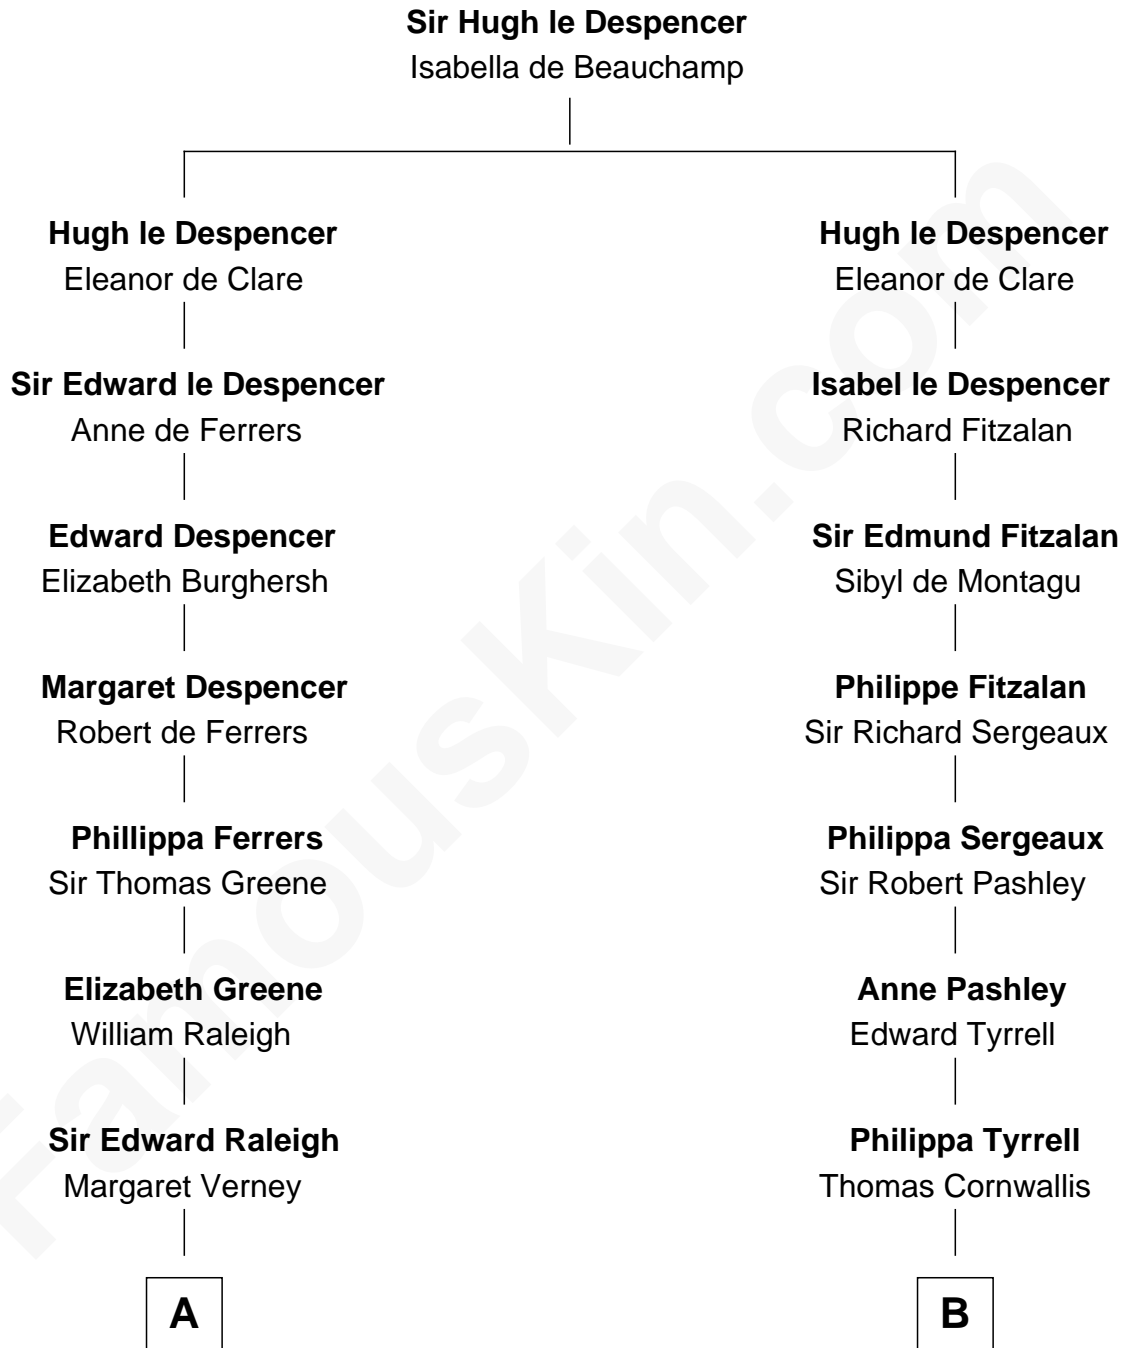 Sir Hugh le Despencer
Isabella de Beauchamp
Hugh le Despencer
Eleanor de Clare
Sir Edward le Despencer
Anne de Ferrers
Edward Despencer
Elizabeth Burghersh
Margaret Despencer
Robert de Ferrers
Phillippa Ferrers
Sir Thomas Greene
Elizabeth Greene
William Raleigh
Sir Edward Raleigh
Margaret Verney
A
Hugh le Despencer
Eleanor de Clare
Isabel le Despencer
Richard Fitzalan
Sir Edmund Fitzalan
Sibyl de Montagu
Philippe Fitzalan
Sir Richard Sergeaux
Philippa Sergeaux
Sir Robert Pashley
Anne Pashley
Edward Tyrrell
Philippa Tyrrell
Thomas Cornwallis
B
FamousKin.com